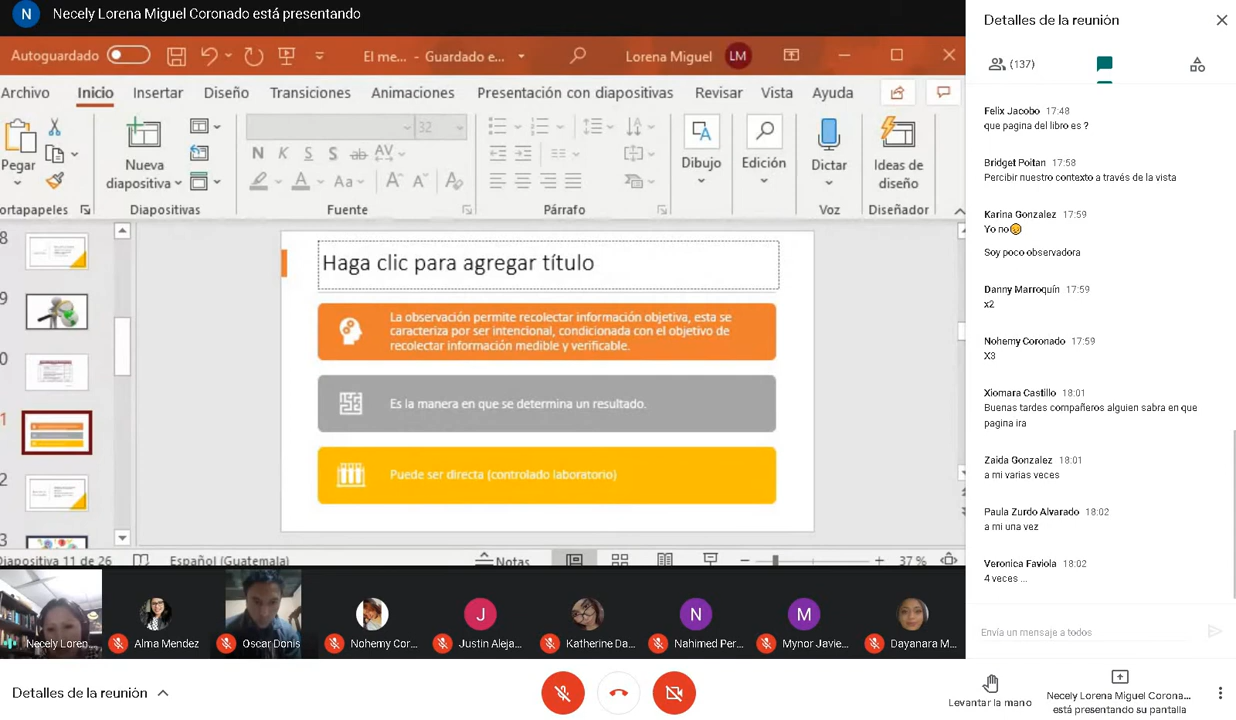 N Necely Lorena Miguel Coronado está presentando
Autoguardado
El me... - Guardado e...
Lorena Miguel LM
Archivo Inicio Insertar Diseño Transiciones Animaciones Presentación con diapositivas Revisar Vista Ayuda
Pegar
Nueva
diapositiva
32
N K S S ab AV
A Aa A A A
Dibujo
Edición
Dictar
Ideas de
diseño
ortapapeles Diapositivas Fuente Párrafo Voz Diseñador
8
9
0
1
2
3
Haga clic para agregar título
La observación permite recolectar información objetiva, esta se
caracteriza por ser intencional, condicionada con el objetivo de
recolectar información medible y verificable.
Es la manera en que se determina un resultado.
Puede ser directa (controlado laboratorio)
Diapositiva 11 de 26 Español (Guatemala) Notas 37 %
Necely Loren...
Alma Mendez
Oscar Donis
Nohemy Cor...
J
Justin Aleja...
Katherine Da...
N
Nahimed Per...
M
Mynor Javie...
Dayanara M...
Detalles de la reunión
(137)
Felix Jacobo 17:48
que pagina del libro es ?
Bridget Poitan 17:58
Percibir nuestro contexto a través de la vista
Karina Gonzalez 17:59
Yo no😔
Soy poco observadora
Danny Marroquín 17:59
x2
Nohemy Coronado 17:59
X3
Xiomara Castillo 18:01
Buenas tardes compañeros alguien sabra en que
pagina ira
Zaida Gonzalez 18:01
a mi varias veces
Paula Zurdo Alvarado 18:02
a mi una vez
Veronica Faviola 18:02
4 veces ...
Envía un mensaje a todos
Detalles de la reunión
Levantar la mano
Necely Lorena Miguel Corona...
está presentando su pantalla